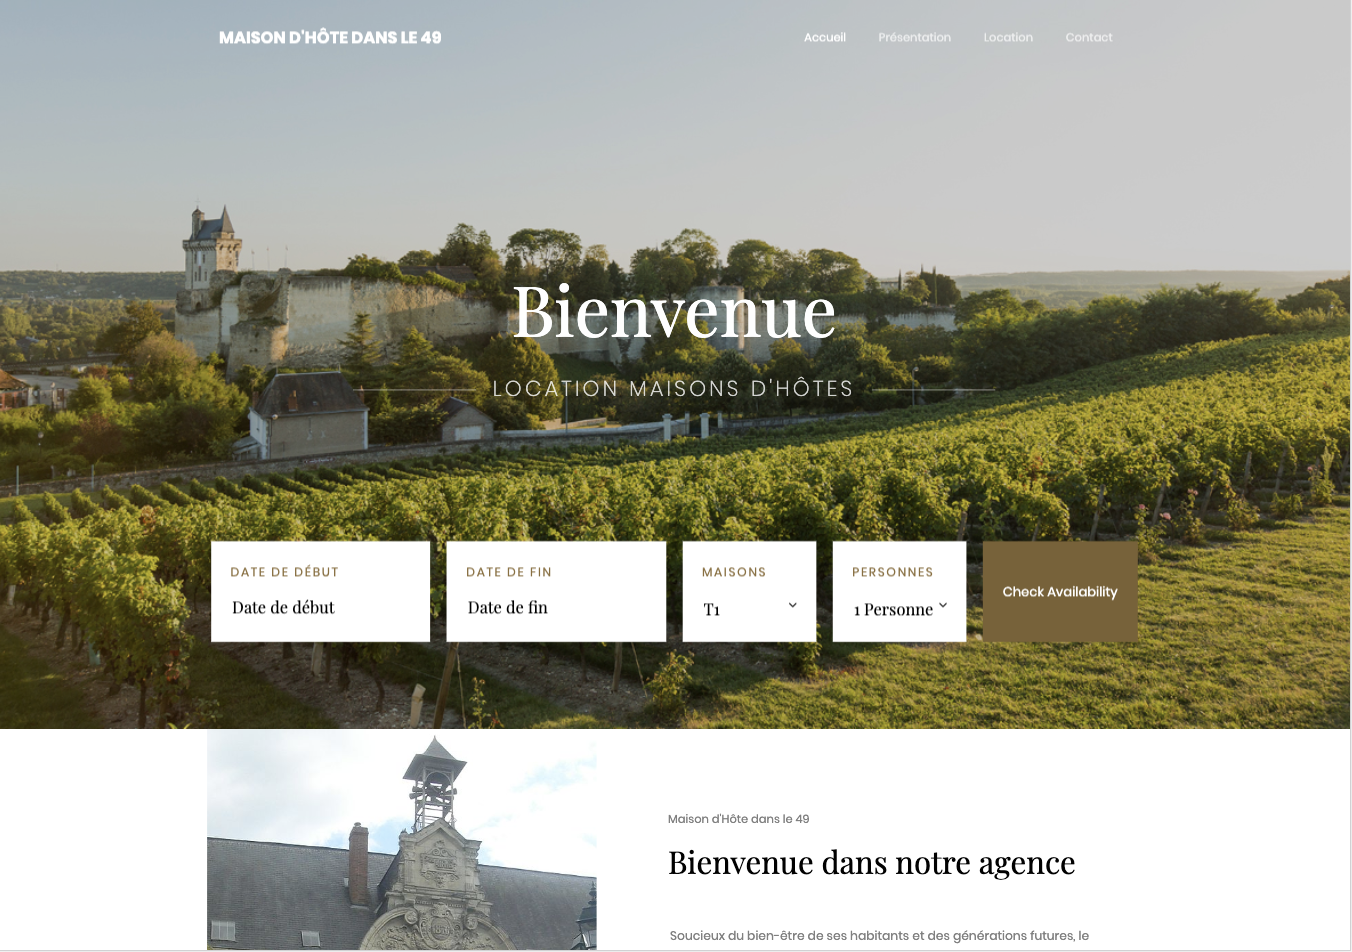 MAISON D'HÔTE DANS LE 49
Accueil Présentation Location Contact
Bienvenue
LOCATION MAISONS D'HÔTES
DATE DE DÉBUT DATE DE FIN MAISONS PERSONNES
Date de début Date de fin T1 1 Personne Check Availability
Maison d'Hôte dans le 49
Bienvenue dans notre agence
Soucieux du bien-être de ses habitants et des générations futures, le